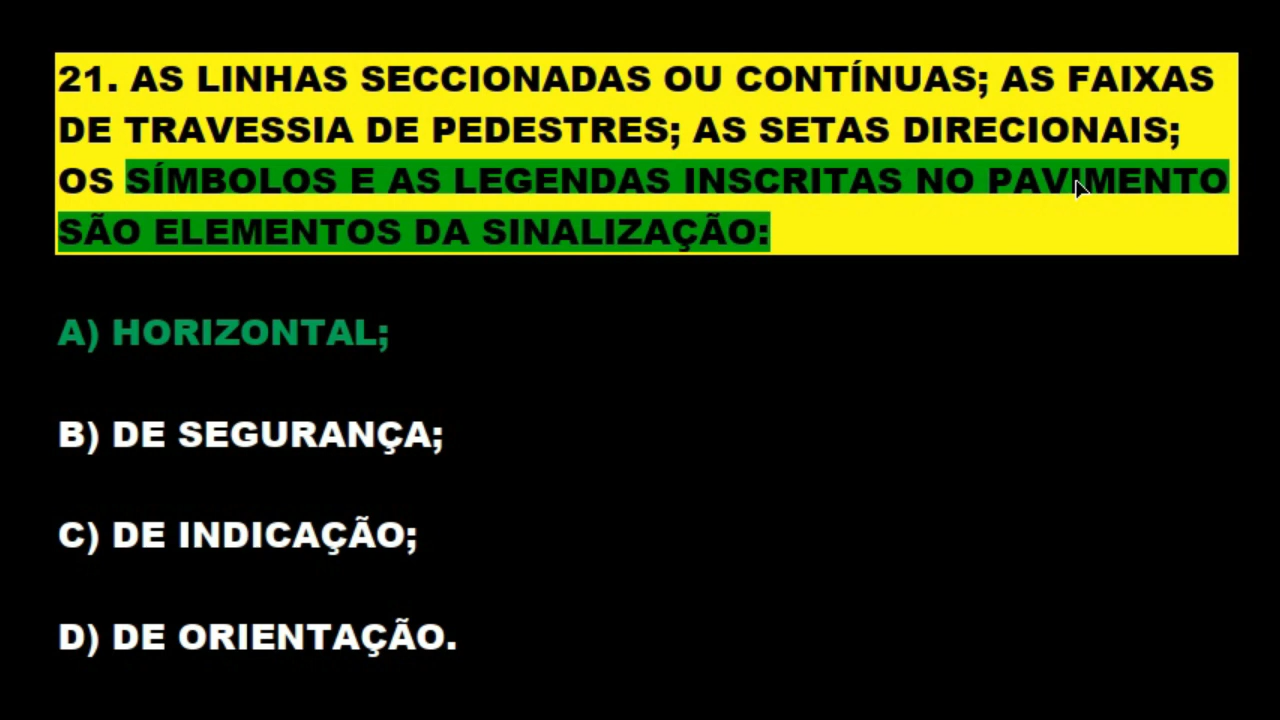 21. AS LINHAS SECCIONADAS OU CONTÍNUAS; AS FAIXAS
DE TRAVESSIA DE PEDESTRES; AS SETAS DIRECIONAIS;
OS SÍMBOLOS E AS LEGENDAS INSCRITAS NO PAVIMENTO
SÃO ELEMENTOS DA SINALIZAÇÃO:
A) HORIZONTAL;
B) DE SEGURANÇA;
C) DE INDICAÇÃO;
D) DE ORIENTAÇÃO.